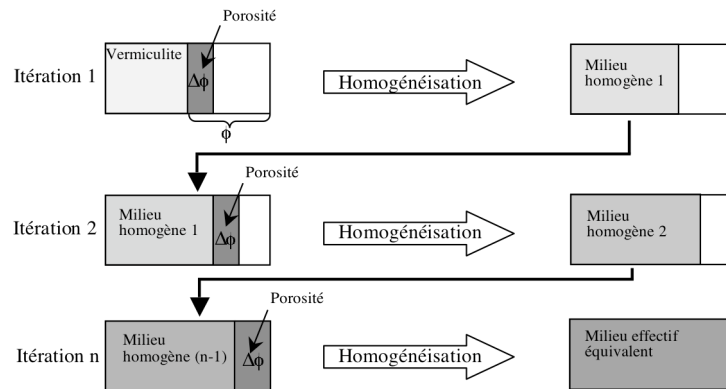 Porosité
Vermiculite
Itération 1
Δϕ
Homogénéisation
Milieu
homogène 1
ϕ
Porosité
Itération 2
Milieu
homogène 1
Δϕ
Homogénéisation
Milieu
homogène 2
Porosité
Itération n
Milieu
homogène (n-1)
Δϕ
Homogénéisation
Milieu effectif
équivalent